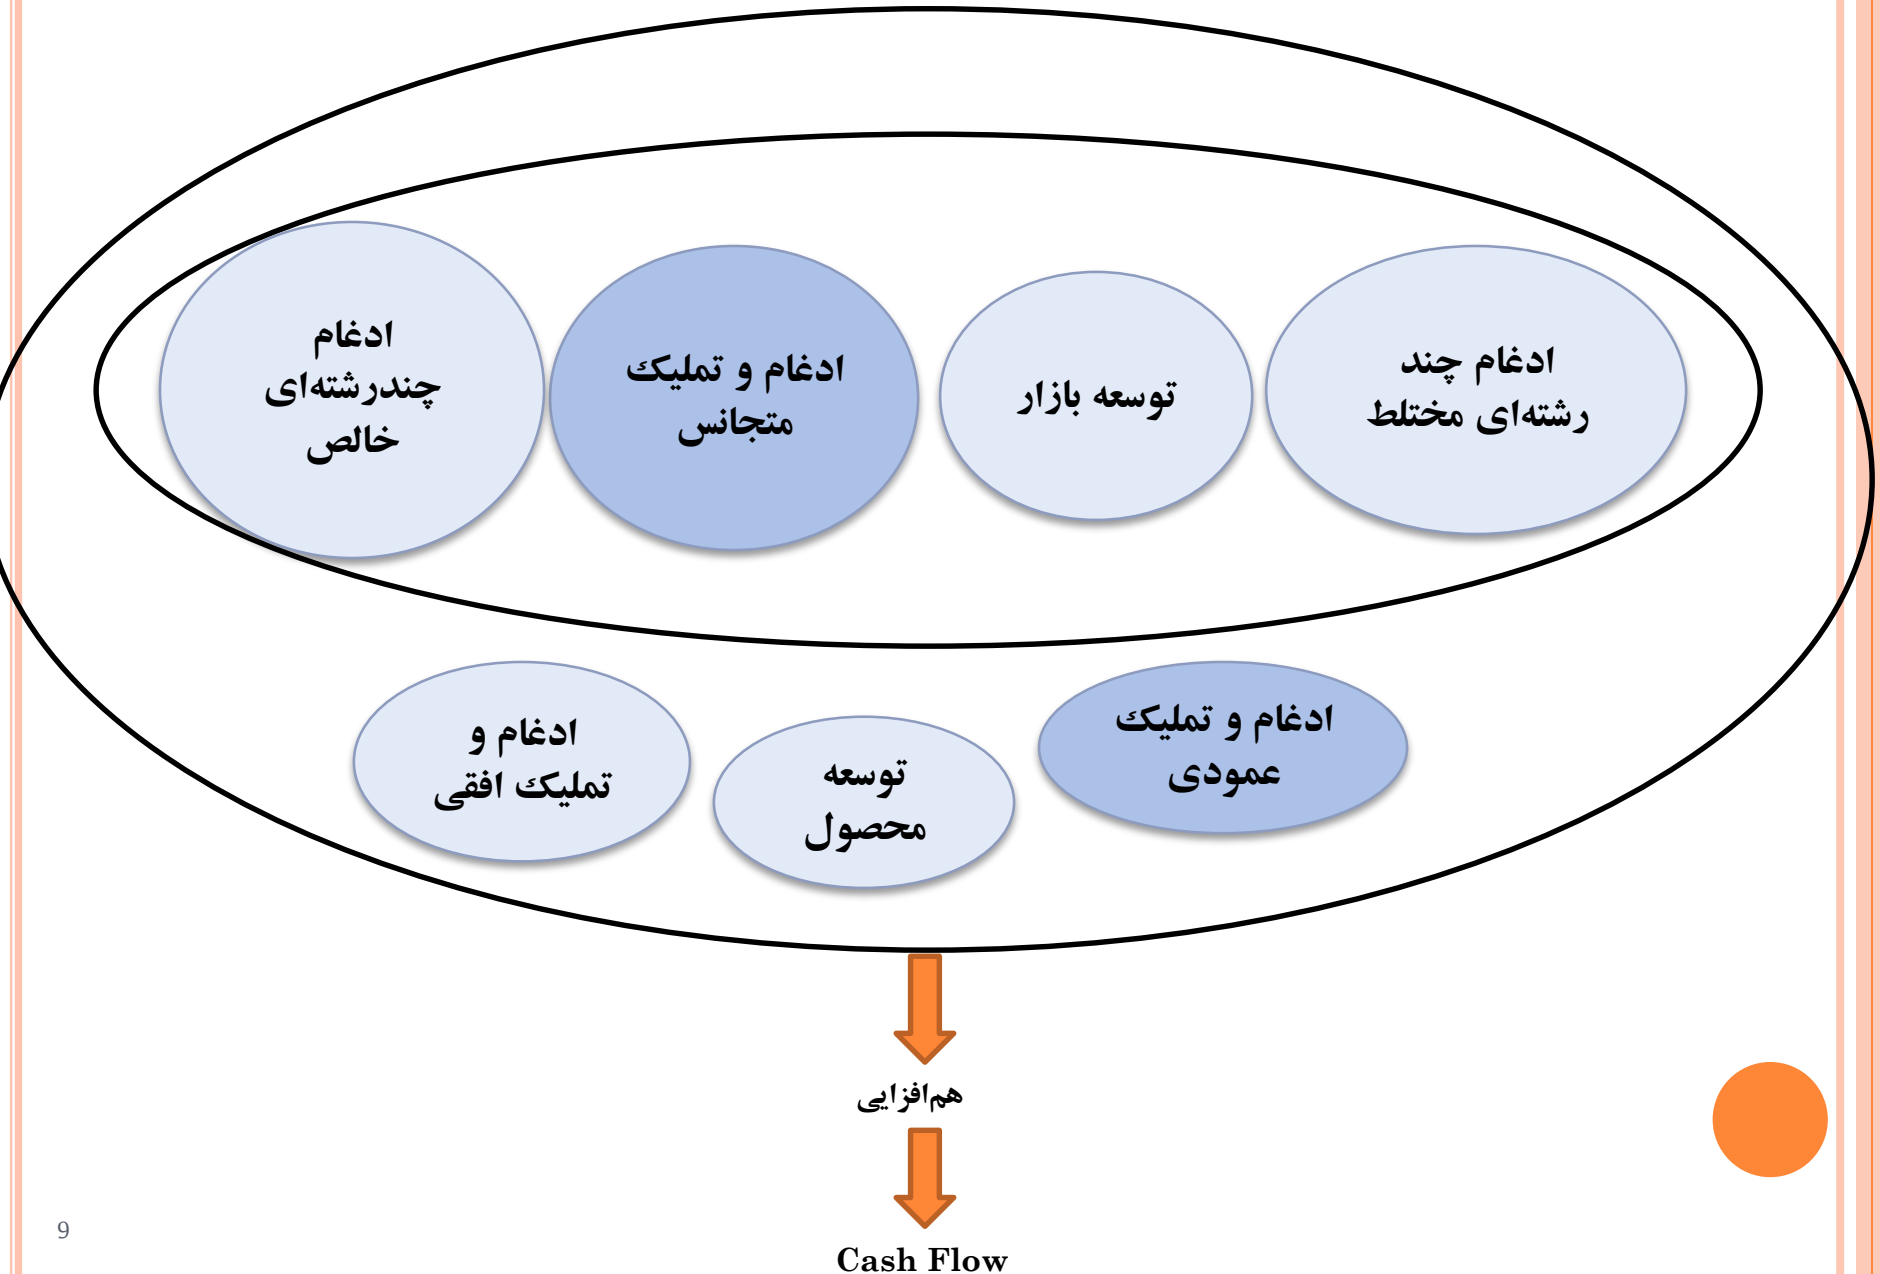 ادغام چند
رشته‌ای مختلط
توسعه بازار
ادغام و تملیک
متجانس
ادغام
چندرشته‌ای
خالص
ادغام و تملیک
عمودی
توسعه
محصول
ادغام و
تملیک افقی
هم‌افزایی
Cash Flow
9